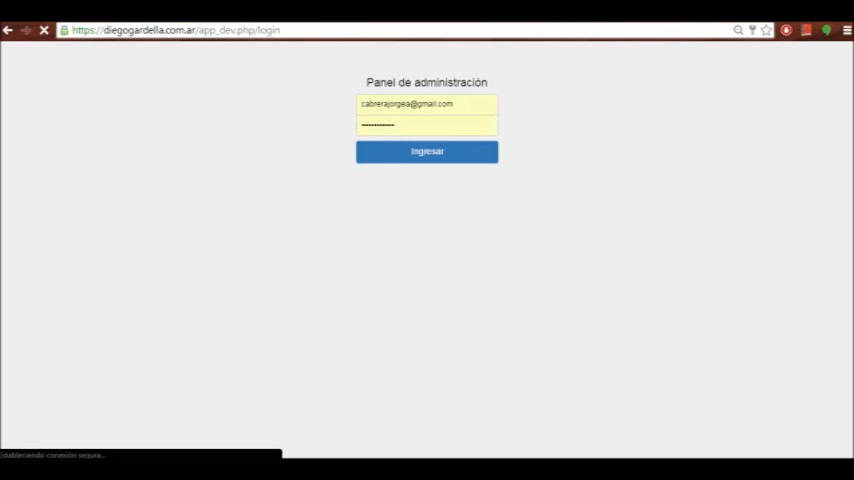 https://diegogardella.com.ar/app_dev.php/login
Panel de administración
cabrerajorgea@gmail.com
Ingresar
Estableciendo conexión segura...